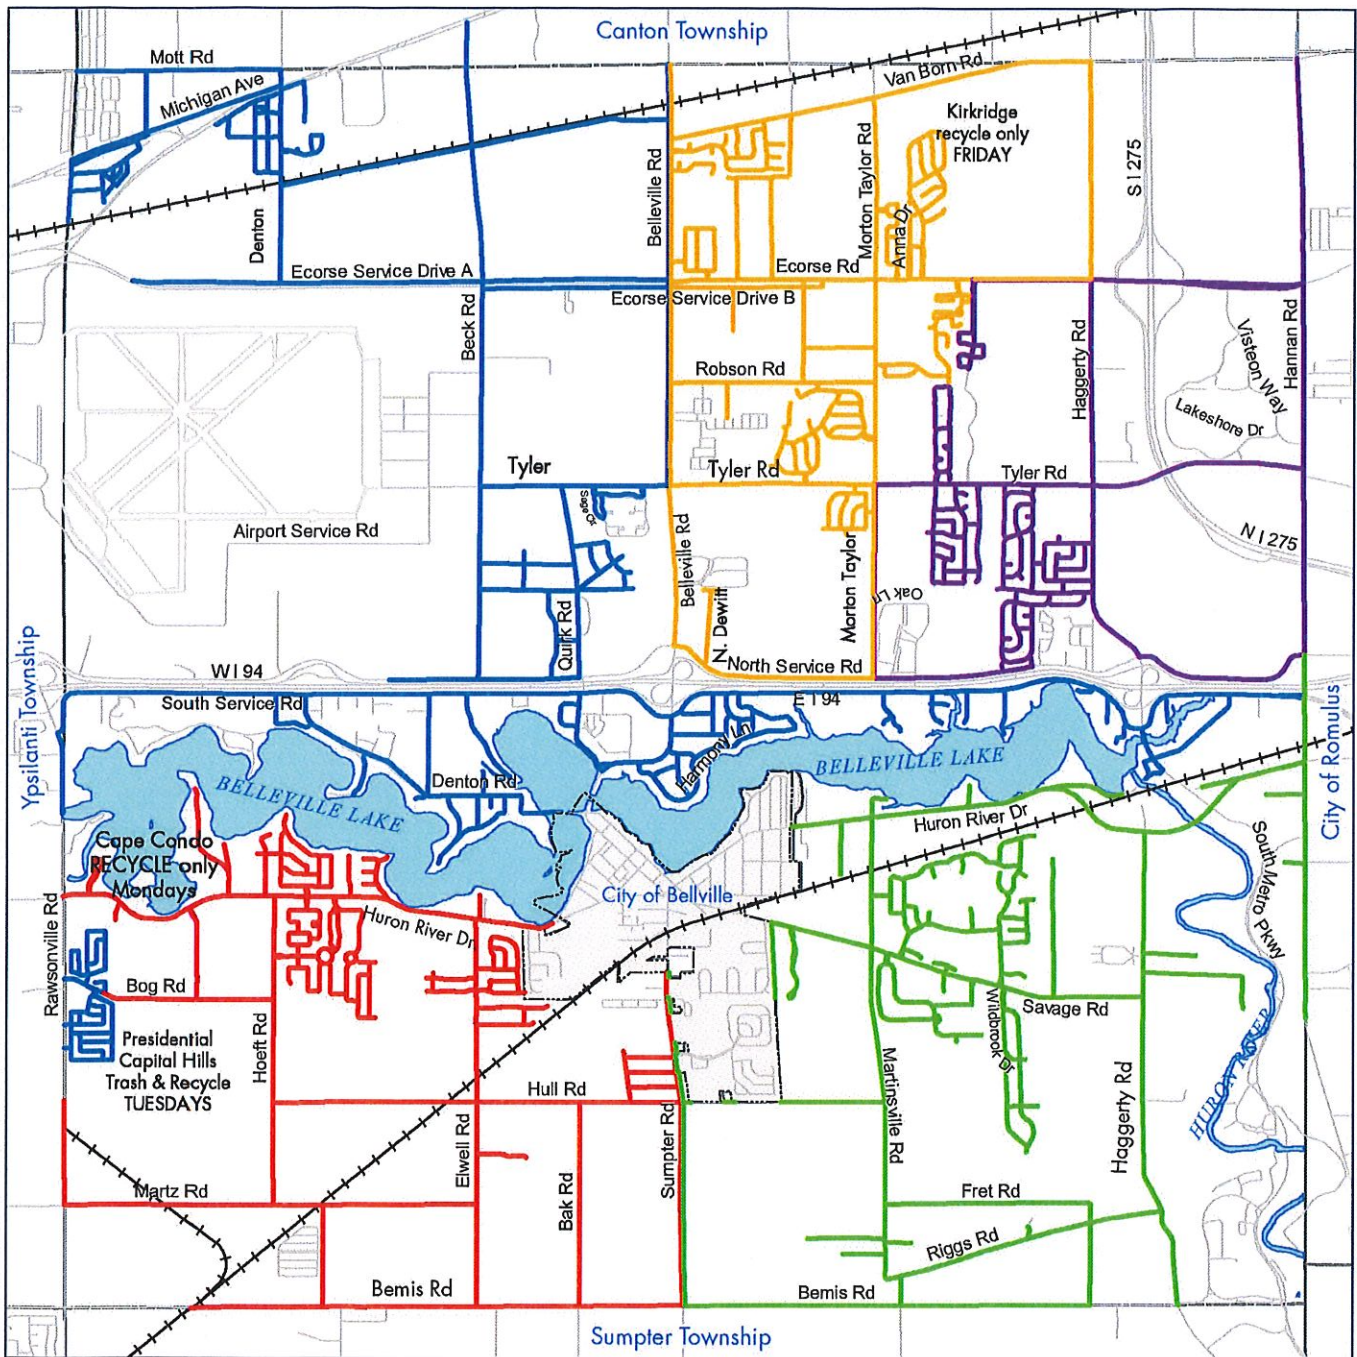 Canton Township
Mott Rd
Michigan Ave
Van Born Rd
Kirkridge
recycle only
FRIDAY
S I 275
Belleville Rd
Morton Taylor Rd
Denton
Anna Dr
Ecorse Rd
Ecorse Service Drive A
Ecorse Service Drive B
Beck Rd
Haggerty Rd
Hannan Rd
Visteon Way
Lakeshore Dr
Robson Rd
Tyler
Tyler Rd
Tyler Rd
Sage Dr
Airport Service Rd
Belleville Rd
N I 275
Morton Taylor
Oak Ln
N. Dewitt
Quirk Rd
North Service Rd
Ypsilanti Township
W I 94
E I 94
South Service Rd
City of Romulus
Harmony Ln
BELLEVILLE LAKE
BELLEVILLE LAKE
Denton Rd
Huron River Dr
Cape Condo
RECYCLE only
Mondays
City of Bellville
South Metro Pkwy
Rawsonville Rd
Huron River Dr
Bog Rd
Wildbrook Dr
Savage Rd
HURON RIVER
Presidential
Capital Hills
Trash & Recycle
TUESDAYS
Hoeft Rd
Hull Rd
Martinsville Rd
Haggerty Rd
Elwell Rd
Sumpter Rd
Bak Rd
Martz Rd
Fret Rd
Riggs Rd
Bemis Rd
Bemis Rd
Sumpter Township